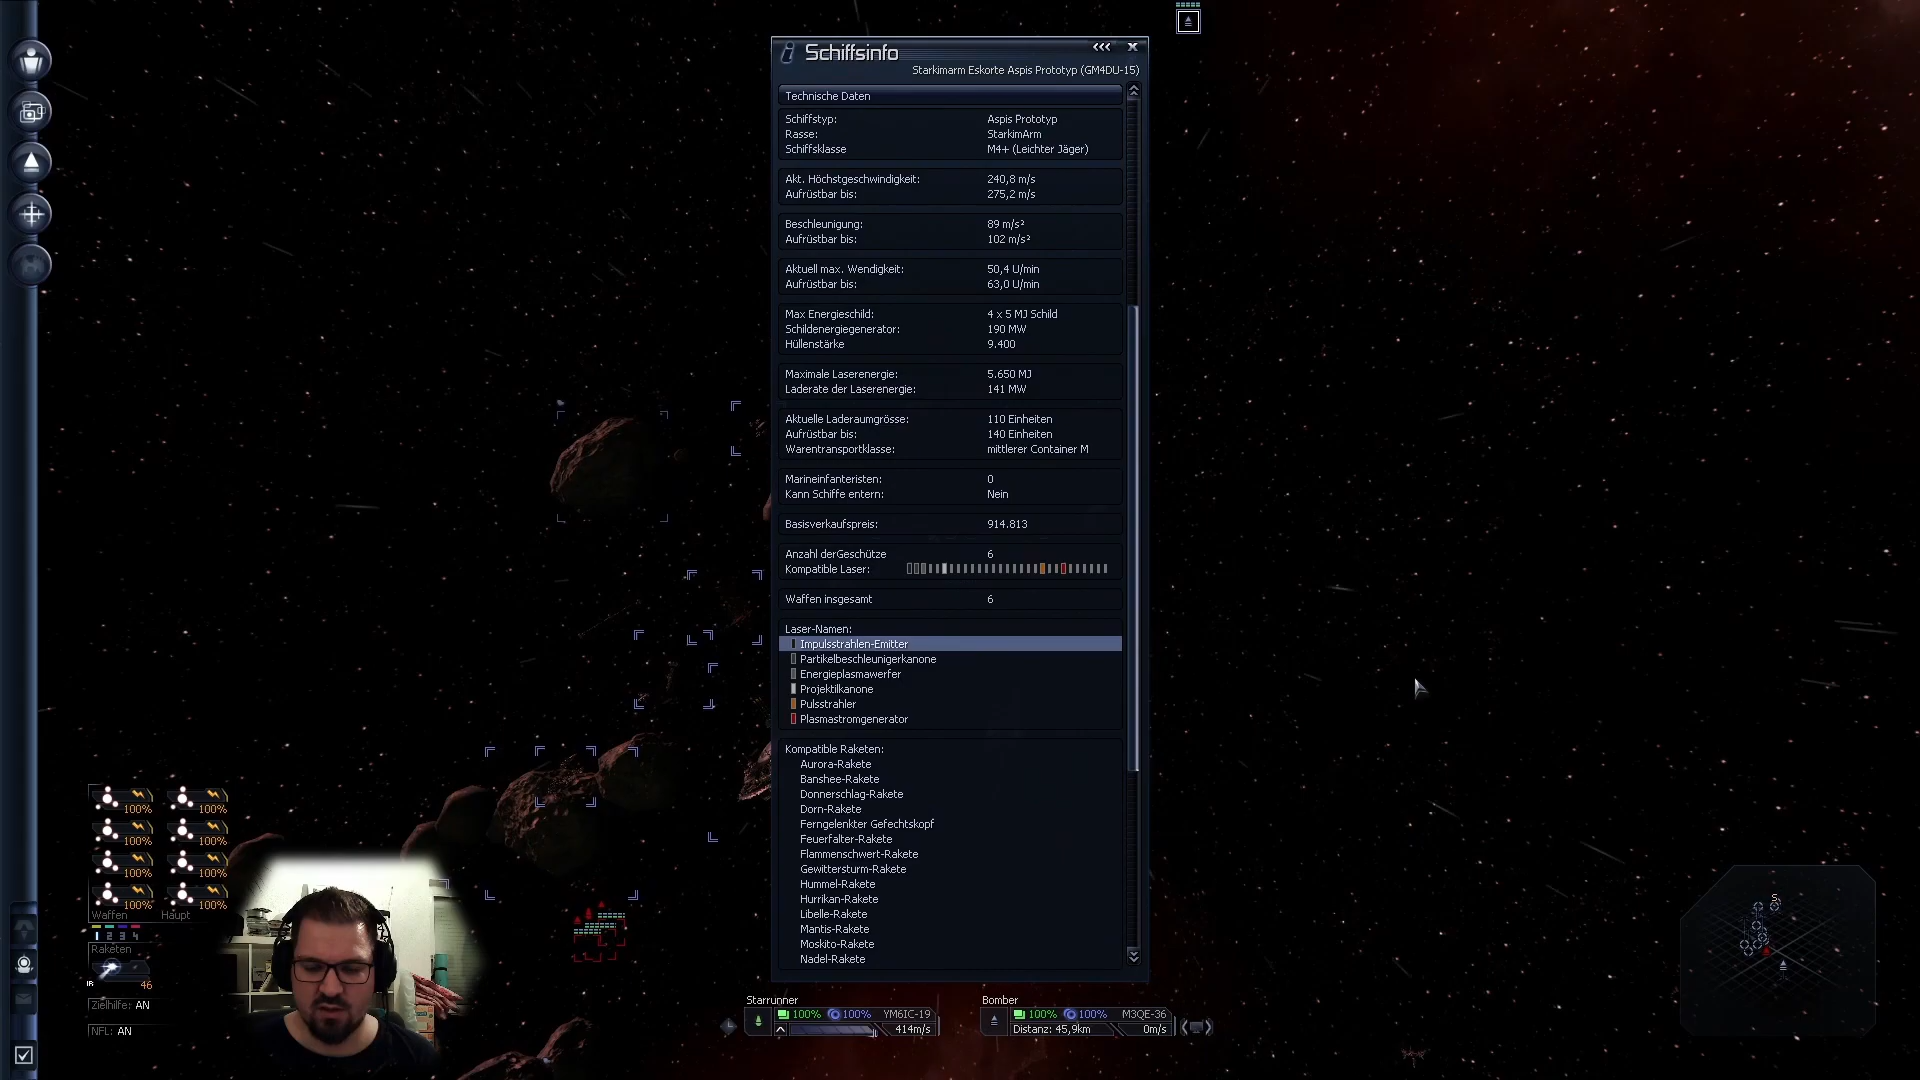 Schiffsinfo
Starkimarm Eskorte Aspis Prototyp (GM4DU-15)
Technische Daten
Schiffstyp: Aspis Prototyp
Rasse: StarkimArm
Schiffsklasse M4+ (Leichter Jäger)
Akt. Höchstgeschwindigkeit: 240,8 m/s
Aufrüstbar bis: 275,2 m/s
Beschleunigung: 89 m/s²
Aufrüstbar bis: 102 m/s²
Aktuell max. Wendigkeit: 50,4 U/min
Aufrüstbar bis: 63,0 U/min
Max Energieschild: 4 x 5 MJ Schild
Schildenergiegenerator: 190 MW
Hüllenstärke 9.400
Maximale Laserenergie: 5.650 MJ
Laderate der Laserenergie: 141 MW
Aktuelle Laderaumgrösse: 110 Einheiten
Aufrüstbar bis: 140 Einheiten
Warentransportklasse: mittlerer Container M
Marineinfanteristen: 0
Kann Schiffe entern: Nein
Basisverkaufspreis: 914.813
Anzahl derGeschütze 6
Kompatible Laser:
Waffen insgesamt 6
Laser-Namen:
Impulsstrahlen-Emitter
Partikelbeschleunigerkanone
Energieplasmawerfer
Projektilkanone
Pulsstrahler
Plasmastromgenerator
Kompatible Raketen:
Aurora-Rakete
Banshee-Rakete
Donnerschlag-Rakete
Dorn-Rakete
Ferngelenkter Gefechtskopf
Feuerfalter-Rakete
Flammenschwert-Rakete
Gewittersturm-Rakete
Hummel-Rakete
Hurrikan-Rakete
Libelle-Rakete
Mantis-Rakete
Moskito-Rakete
Nadel-Rakete
100% 100%
100% 100%
100% 100%
100% 100%
Waffen Haupt
1 2 3 4
Raketen
IR 46
Zielhilfe: AN
NFL: AN
Starrunner
100% 100% YM6IC-19
414m/s
Bomber
100% 100% M3QE-36
Distanz: 45,9km 0m/s
S